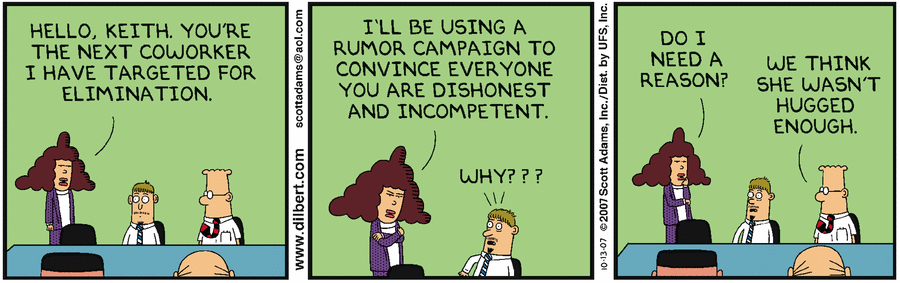 HELLO, KEITH. YOU'RE
THE NEXT COWORKER
I HAVE TARGETED FOR
ELIMINATION.
www.dilbert.com
scottadams@aol.com
I'LL BE USING A
RUMOR CAMPAIGN TO
CONVINCE EVERYONE
YOU ARE DISHONEST
AND INCOMPETENT.
WHY???
10-13-07 ©2007 Scott Adams, Inc./Dist. by UFS, Inc.
DO I
NEED A
REASON?
WE THINK
SHE WASN'T
HUGGED
ENOUGH.